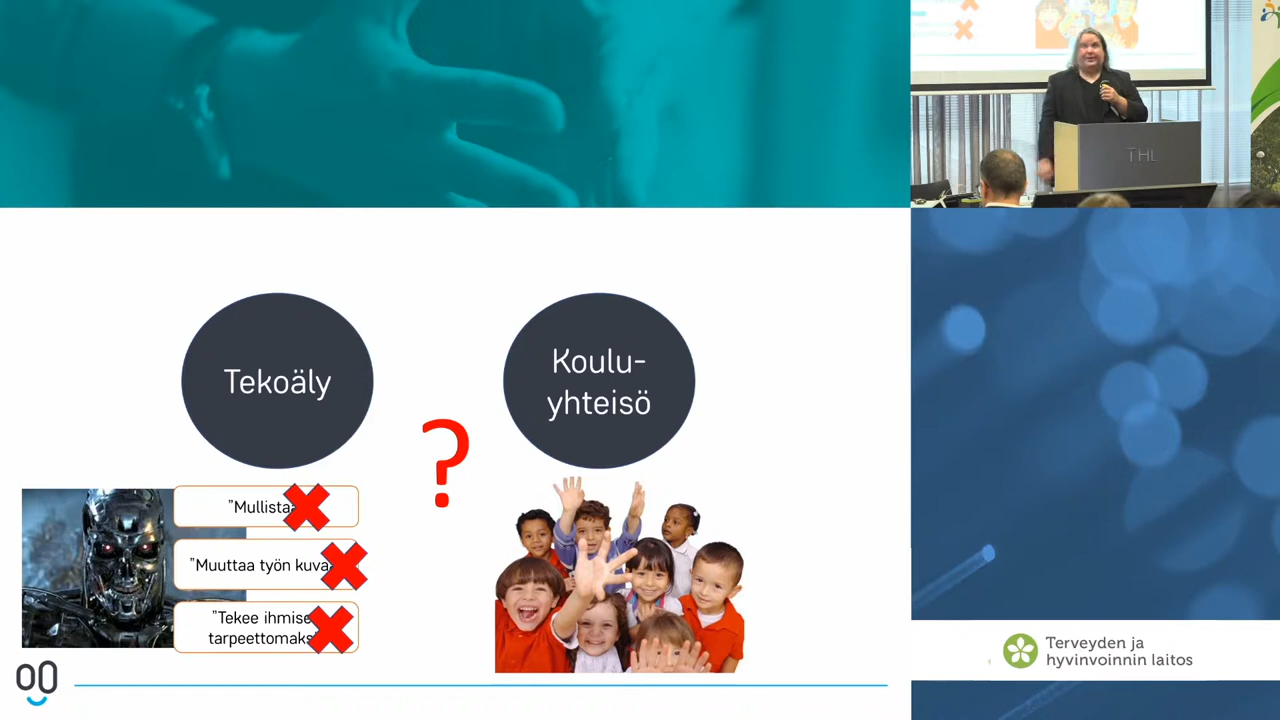 THL
Tekoäly
Koulu-
yhteisö
?
"Mullista
"Muuttaa työn kuva
"Tekee ihmise
tarpeettomaks
Terveyden ja
hyvinvoinnin laitos